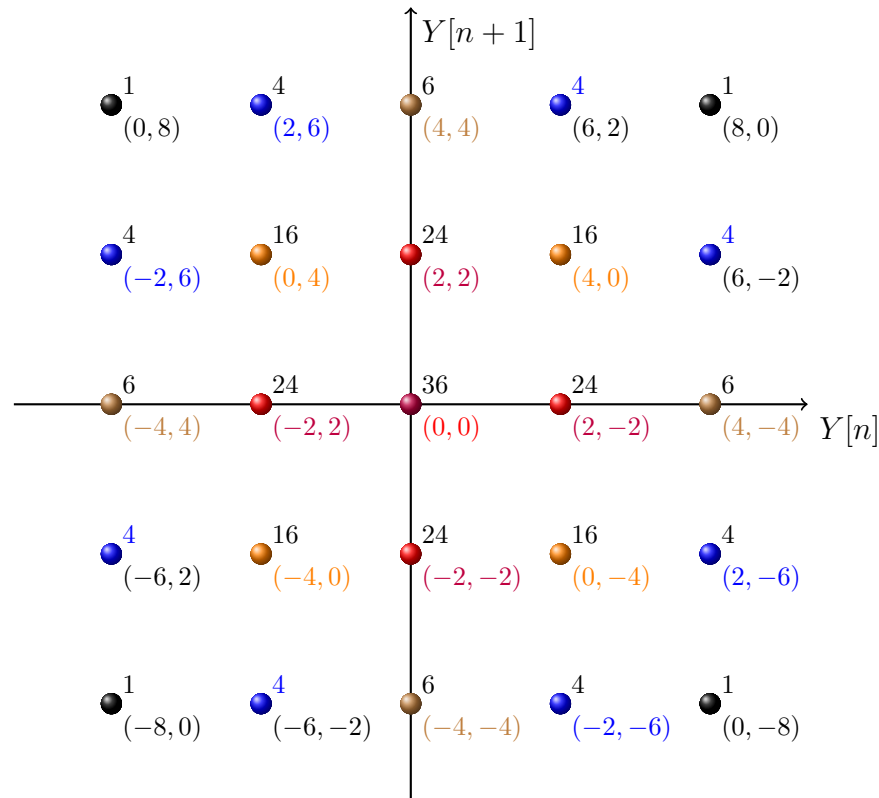 Y[n + 1]
1 4 6 4 1
(0, 8) (2, 6) (4, 4) (6, 2) (8, 0)
4 16 24 16 4
(−2, 6) (0, 4) (2, 2) (4, 0) (6, −2)
6 24 36 24 6
(−4, 4) (−2, 2) (0, 0) (2, −2) (4, −4)
Y[n]
4 16 24 16 4
(−6, 2) (−4, 0) (−2, −2) (0, −4) (2, −6)
1 4 6 4 1
(−8, 0) (−6, −2) (−4, −4) (−2, −6) (0, −8)